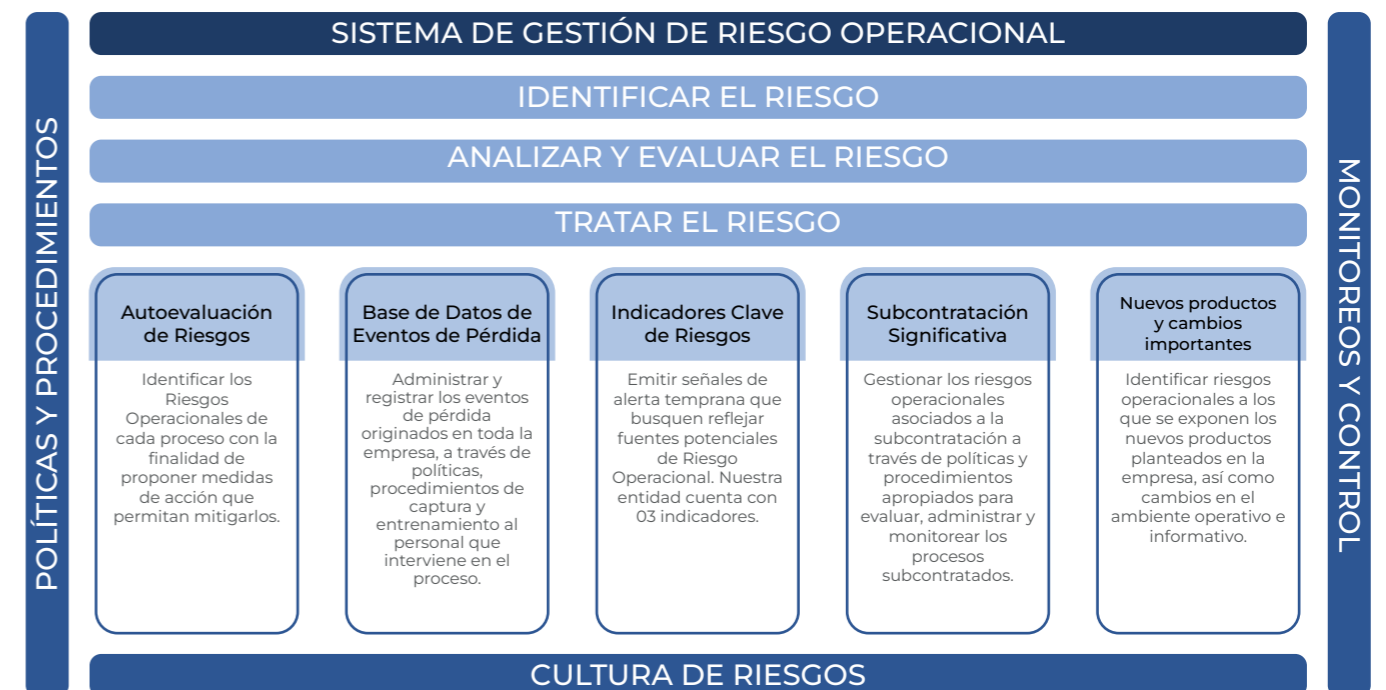 POLÍTICAS Y PROCEDIMIENTOS
SISTEMA DE GESTIÓN DE RIESGO OPERACIONAL
IDENTIFICAR EL RIESGO
ANALIZAR Y EVALUAR EL RIESGO
TRATAR EL RIESGO
Autoevaluación
de Riesgos
Identificar los
Riesgos
Operacionales de
cada proceso con la
finalidad de
proponer medidas
de acción que
permitan mitigarlos.
Base de Datos de
Eventos de Pérdida
Administrar y
registrar los eventos
de pérdida
originados en toda la
empresa, a través de
políticas,
procedimientos de
captura y
entrenamiento al
personal que
interviene en el
proceso.
Indicadores Clave
de Riesgos
Emitir señales de
alerta temprana que
busquen reflejar
fuentes potenciales
de Riesgo
Operacional. Nuestra
entidad cuenta con
03 indicadores.
Subcontratación
Significativa
Gestionar los riesgos
operacionales
asociados a la
subcontratación a
través de políticas y
procedimientos
apropiados para
evaluar, administrar y
monitorear los
procesos
subcontratados.
Nuevos productos
y cambios
importantes
Identificar riesgos
operacionales a los
que se exponen los
nuevos productos
planteados en la
empresa, así como
cambios en el
ambiente operativo e
informativo.
CULTURA DE RIESGOS
MONITOREOS Y CONTROL